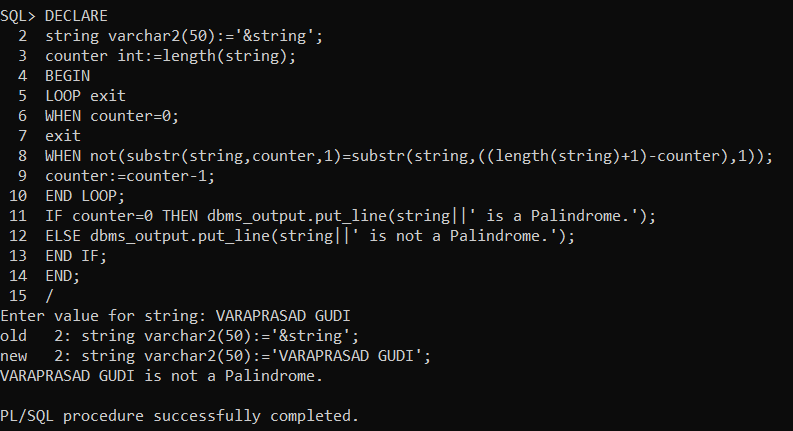 SQL> DECLARE
  2  string varchar2(50):='&string';
  3  counter int:=length(string);
  4  BEGIN
  5  LOOP exit
  6  WHEN counter=0;
  7  exit
  8  WHEN not(substr(string,counter,1)=substr(string,((length(string)+1)-counter),1));
  9  counter:=counter-1;
 10  END LOOP;
 11  IF counter=0 THEN dbms_output.put_line(string||' is a Palindrome.');
 12  ELSE dbms_output.put_line(string||' is not a Palindrome.');
 13  END IF;
 14  END;
 15  /
Enter value for string: VARAPRASAD GUDI
old   2: string varchar2(50):='&string';
new   2: string varchar2(50):='VARAPRASAD GUDI';
VARAPRASAD GUDI is not a Palindrome.

PL/SQL procedure successfully completed.